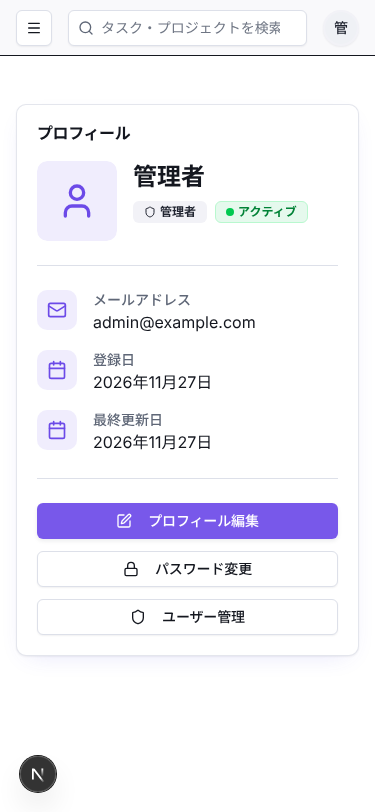 タスク・プロジェクトを検索
管
プロフィール
管理者
管理者
アクティブ
メールアドレス
admin@example.com
登録日
2026年11月27日
最終更新日
2026年11月27日
プロフィール編集
パスワード変更
ユーザー管理
N